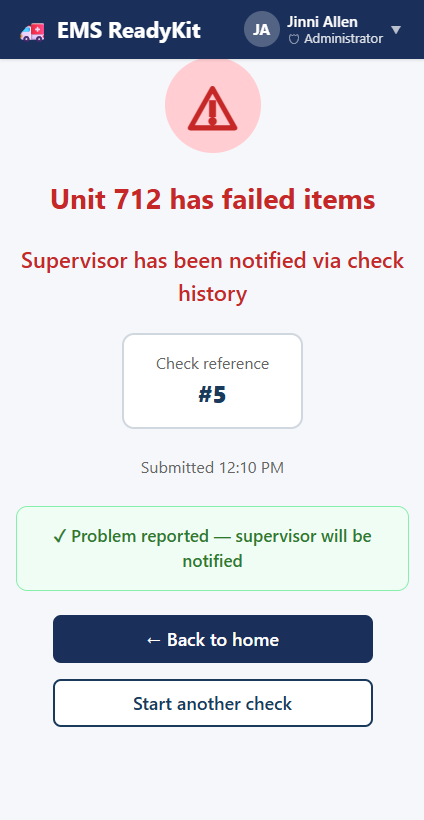 EMS ReadyKit
JA
Jinni Allen
Administrator
Unit 712 has failed items
Supervisor has been notified via check
history
Check reference
#5
Submitted 12:10 PM
✓ Problem reported — supervisor will be
notified
← Back to home
Start another check